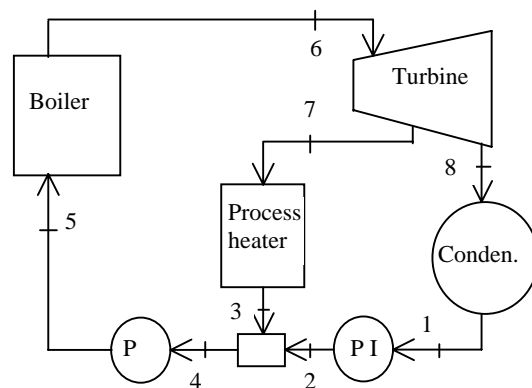 6
Turbine
Boiler
7
8
Process
heater
5
Conden.
3
1
P
P I
4
2